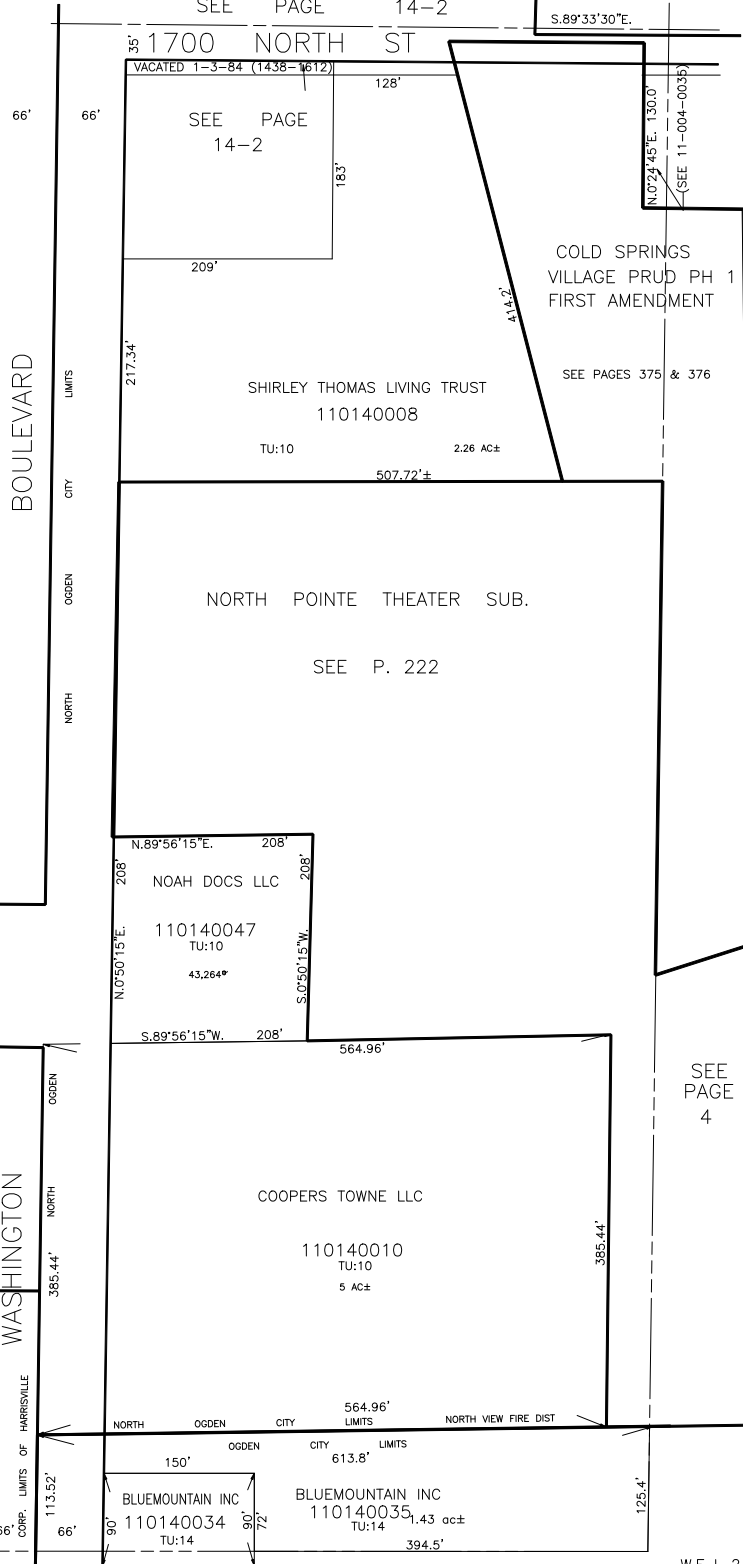 SEE PAGE 14-2
S.89°33'30"E.
35'
1700 NORTH ST
VACATED 1-3-84 (1438-1612)
128'
66'
66'
SEE PAGE
14-2
183'
209'
N.0°24'45"E. 130.0'
(SEE 11-004-0035)
COLD SPRINGS
VILLAGE PRUD PH 1
FIRST AMENDMENT
414.2'
217.34'
SEE PAGES 375 & 376
SHIRLEY THOMAS LIVING TRUST
110140008
TU:10
2.26 AC±
507.72'±
BOULEVARD
NORTH OGDEN CITY LIMITS
NORTH POINTE THEATER SUB.
SEE P. 222
N.89°56'15"E. 208'
208'
208'
NOAH DOCS LLC
110140047
TU:10
43,264
N.0°50'15"E.
S.0°50'15"W.
S.89°56'15"W. 208'
564.96'
SEE
PAGE
4
NORTH OGDEN
COOPERS TOWNE LLC
110140010
TU:10
5 AC±
385.44'
385.44'
WASHINGTON
564.96'
NORTH OGDEN CITY LIMITS
NORTH VIEW FIRE DIST
OGDEN CITY LIMITS
613.8'
CORP. LIMITS OF HARRISVILLE
113.52'
66'
66'
150'
BLUEMOUNTAIN INC
110140034
TU:14
90'
90'
72'
BLUEMOUNTAIN INC
110140035
TU:14
1.43 ac±
125.4'
394.5'